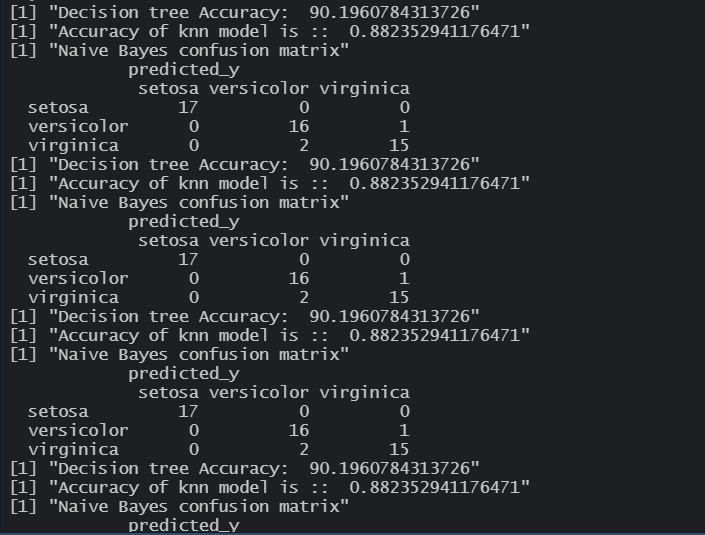 [1] "Decision tree Accuracy:  90.1960784313726"
[1] "Accuracy of knn model is ::  0.882352941176471"
[1] "Naive Bayes confusion matrix"
            predicted_y
             setosa versicolor virginica
  setosa         17          0         0
  versicolor      0         16         1
  virginica       0          2        15
[1] "Decision tree Accuracy:  90.1960784313726"
[1] "Accuracy of knn model is ::  0.882352941176471"
[1] "Naive Bayes confusion matrix"
            predicted_y
             setosa versicolor virginica
  setosa         17          0         0
  versicolor      0         16         1
  virginica       0          2        15
[1] "Decision tree Accuracy:  90.1960784313726"
[1] "Accuracy of knn model is ::  0.882352941176471"
[1] "Naive Bayes confusion matrix"
            predicted_y
             setosa versicolor virginica
  setosa         17          0         0
  versicolor      0         16         1
  virginica       0          2        15
[1] "Decision tree Accuracy:  90.1960784313726"
[1] "Accuracy of knn model is ::  0.882352941176471"
[1] "Naive Bayes confusion matrix"
            predicted_y